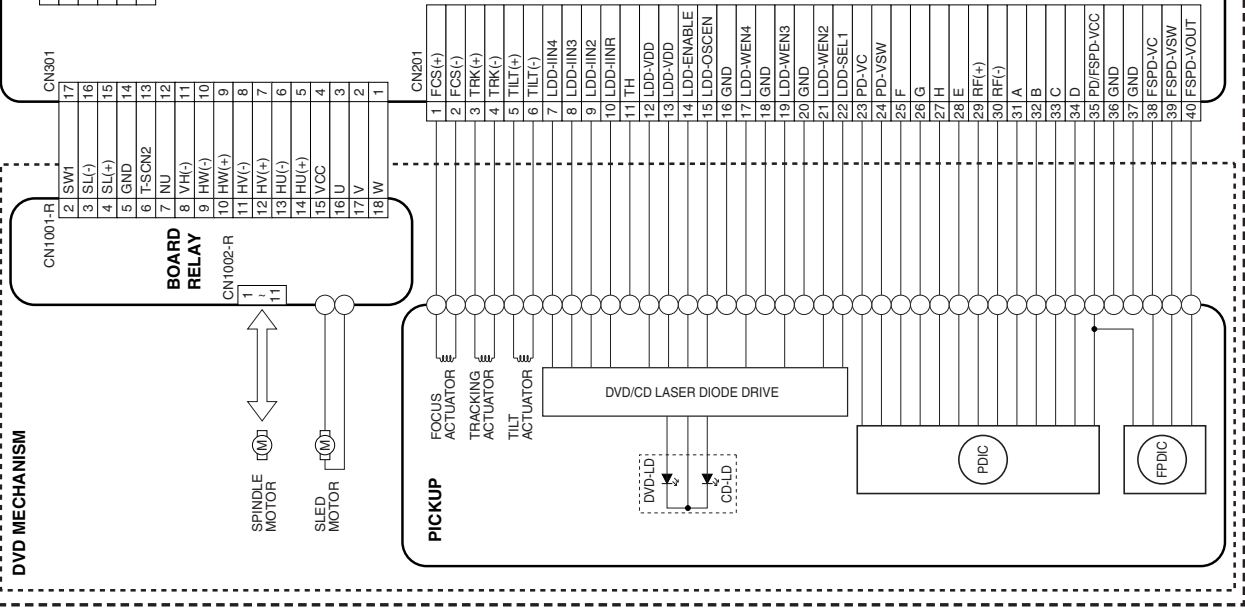 CN301
17
16
15
14
13
12
11
10
9
8
7
6
5
4
3
2
1
CN1001-R
2 SW1
3 SL(-)
4 SL(+)
5 GND
6 T-SCN2
7 NU
8 VH(-)
9 HW(-)
10 HW(+)
11 HV(-)
12 HV(+)
13 HU(-)
14 HU(+)
15 VCC
16 U
17 V
18 W
BOARD
RELAY
CN1002-R
1
~
11
CN201
1 FCS(+)
2 FCS(-)
3 TRK(+)
4 TRK(-)
5 TILT(+)
6 TILT(-)
7 LDD-IIN4
8 LDD-IIN3
9 LDD-IIN2
10 LDD-IINR
11 TH
12 LDD-VDD
13 LDD-VDD
14 LDD-ENABLE
15 LDD-OSCEN
16 GND
17 LDD-WEN4
18 GND
19 LDD-WEN3
20 GND
21 LDD-WEN2
22 LDD-SEL1
23 PD-VC
24 PD-VSW
25 F
26 G
27 H
28 E
29 RF(+)
30 RF(-)
31 A
32 B
33 C
34 D
35 PD/FSPD-VCC
36 GND
37 GND
38 FSPD-VC
39 FSPD-VSW
40 FSPD-VOUT
DVD MECHANISM
M
SPINDLE
MOTOR
M
SLED
MOTOR
PICKUP
FOCUS
ACTUATOR
TRACKING
ACTUATOR
TILT
ACTUATOR
DVD/CD LASER DIODE DRIVE
DVD-LD
CD-LD
PDIC
FPDIC